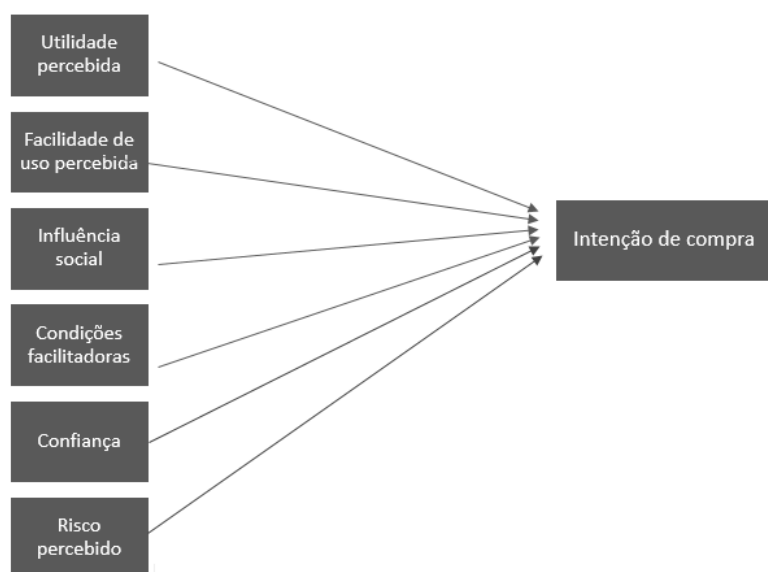 Utilidade
percebida
Facilidade de
uso percebida
Influência
social
Condições
facilitadoras
Confiança
Risco
percebido
Intenção de compra